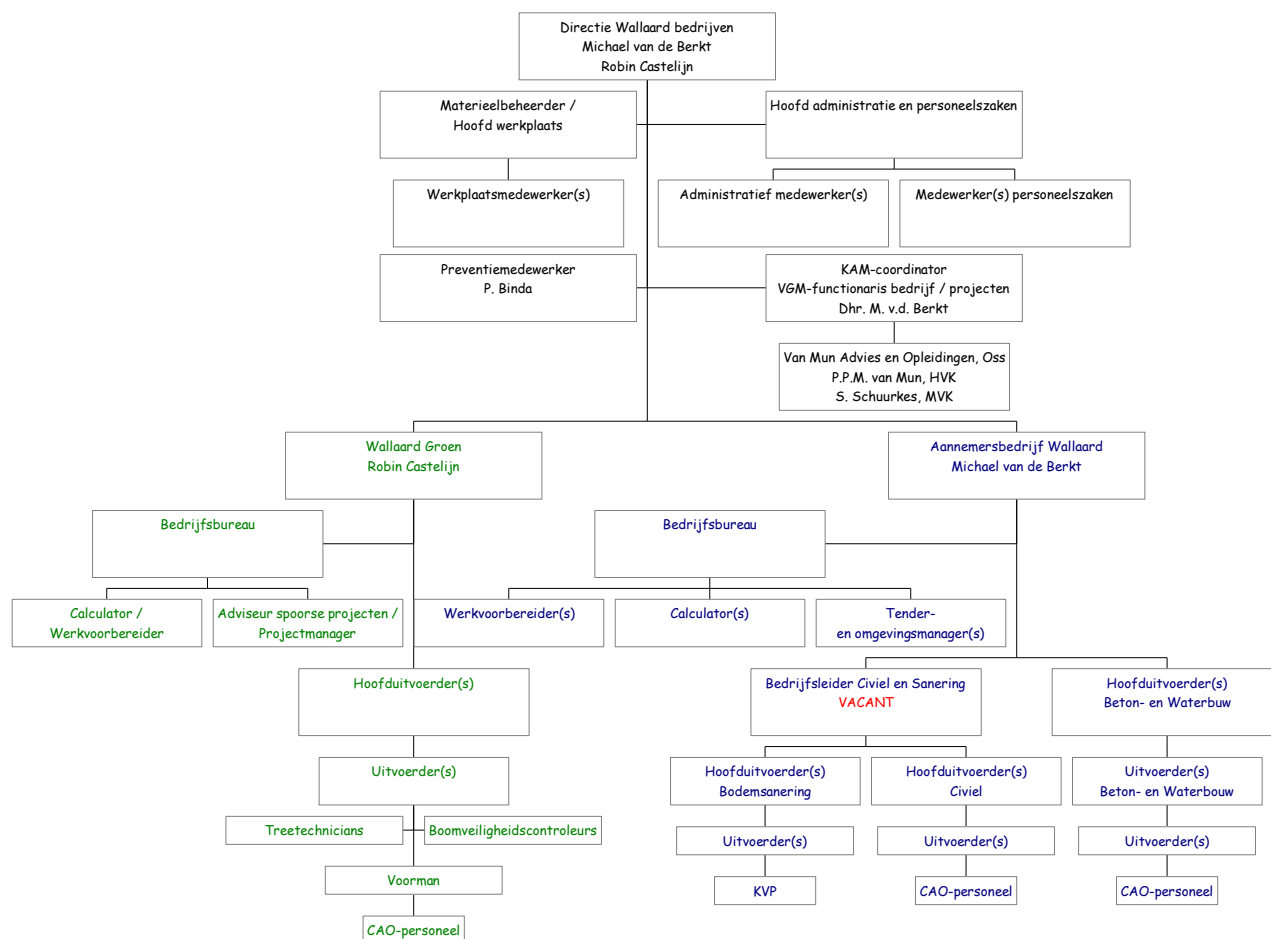 Directie Wallaard bedrijven
Michael van de Berkt
Robin Castelijn
Materieelbeheerder /
Hoofd werkplaats
Hoofd administratie en personeelszaken
Werkplaatsmedewerker(s)
Administratief medewerker(s)
Medewerker(s) personeelszaken
Preventiemedewerker
P. Binda
KAM-coordinator
VGM-functionaris bedrijf / projecten
Dhr. M. v.d. Berkt
Van Mun Advies en Opleidingen, Oss
P.P.M. van Mun, HVK
S. Schuurkes, MVK
Wallaard Groen
Robin Castelijn
Aannemersbedrijf Wallaard
Michael van de Berkt
Bedrijfsbureau
Bedrijfsbureau
Calculator /
Werkvoorbereider
Adviseur spoorse projecten /
Projectmanager
Werkvoorbereider(s)
Calculator(s)
Tender-
en omgevingsmanager(s)
Hoofduitvoerder(s)
Bedrijfsleider Civiel en Sanering
VACANT
Hoofduitvoerder(s)
Beton- en Waterbuw
Uitvoerder(s)
Hoofduitvoerder(s)
Bodemsanering
Hoofduitvoerder(s)
Civiel
Uitvoerder(s)
Beton- en Waterbouw
Treetechnicians
Boomveiligheidscontroleurs
Uitvoerder(s)
Uitvoerder(s)
Uitvoerder(s)
Voorman
KVP
CAO-personeel
CAO-personeel
CAO-personeel